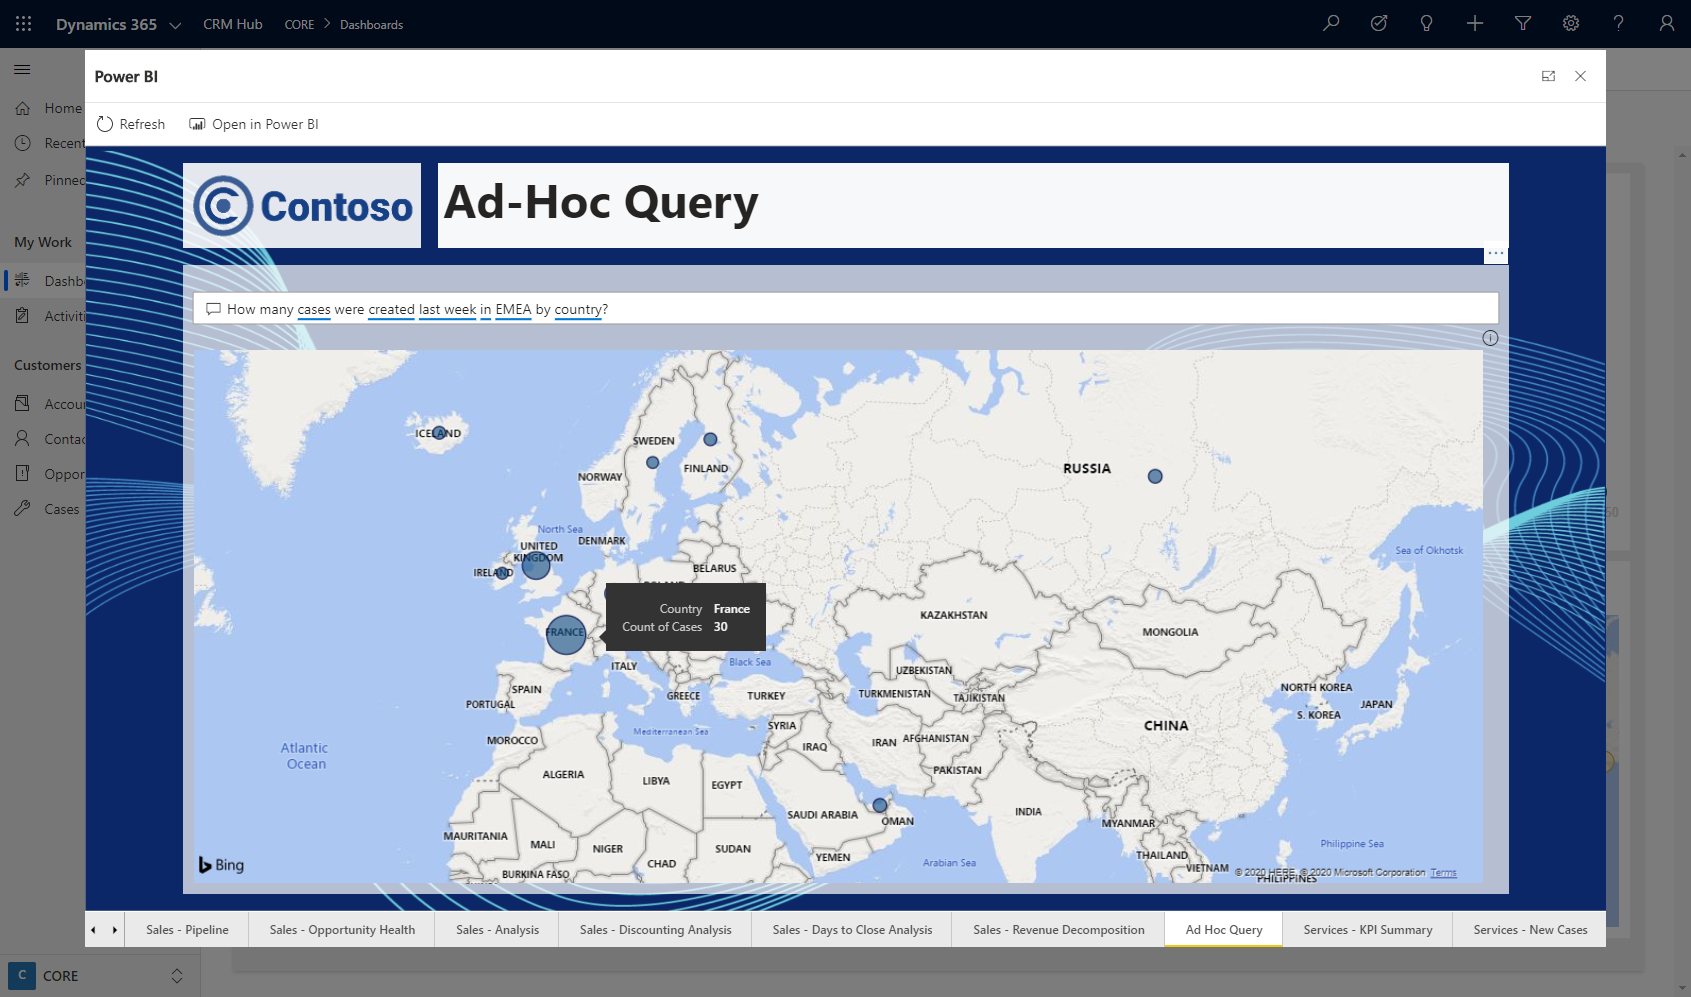 Dynamics 365
CRM Hub
CORE > Dashboards
Home
Recent
Pinned
My Work
Dashb
Activiti
Customers
Accou
Contac
Oppor
Cases
C CORE
Power BI
Refresh
Open in Power BI
Contoso
Ad-Hoc Query
How many cases were created last week in EMEA by country?
ICELAND
SWEDEN
FINLAND
NORWAY
RUSSIA
North Sea
DENMARK
UNITED
KINGDOM
IRELAND
BELARUS
Sea of Okhotsk
Country France
Count of Cases 30
FRANCE
KAZAKHSTAN
MONGOLIA
Black Sea
ITALY
UZBEKISTAN
SPAIN
GREECE
TURKEY
TURKMENISTAN
TAJIKISTAN
NORTH KOREA
PORTUGAL
S. KOREA
JAPAN
SYRIA
CHINA
Mediterranean Sea
MOROCCO
IRAQ
IRAN
AFGHANISTAN
Atlantic
Ocean
ALGERIA
LIBYA
EGYPT
PAKISTAN
SAUDI ARABIA
OMAN
INDIA
MYANMAR
MAURITANIA
MALI
NIGER
CHAD
SUDAN
YEMEN
Arabian Sea
THAILAND
VIETNAM
Philippine Sea
BURKINA FASO
PHILIPPINES
Bing
© 2020 HERE, © 2020 Microsoft Corporation Terms
Sales - Pipeline
Sales - Opportunity Health
Sales - Analysis
Sales - Discounting Analysis
Sales - Days to Close Analysis
Sales - Revenue Decomposition
Ad Hoc Query
Services - KPI Summary
Services - New Cases